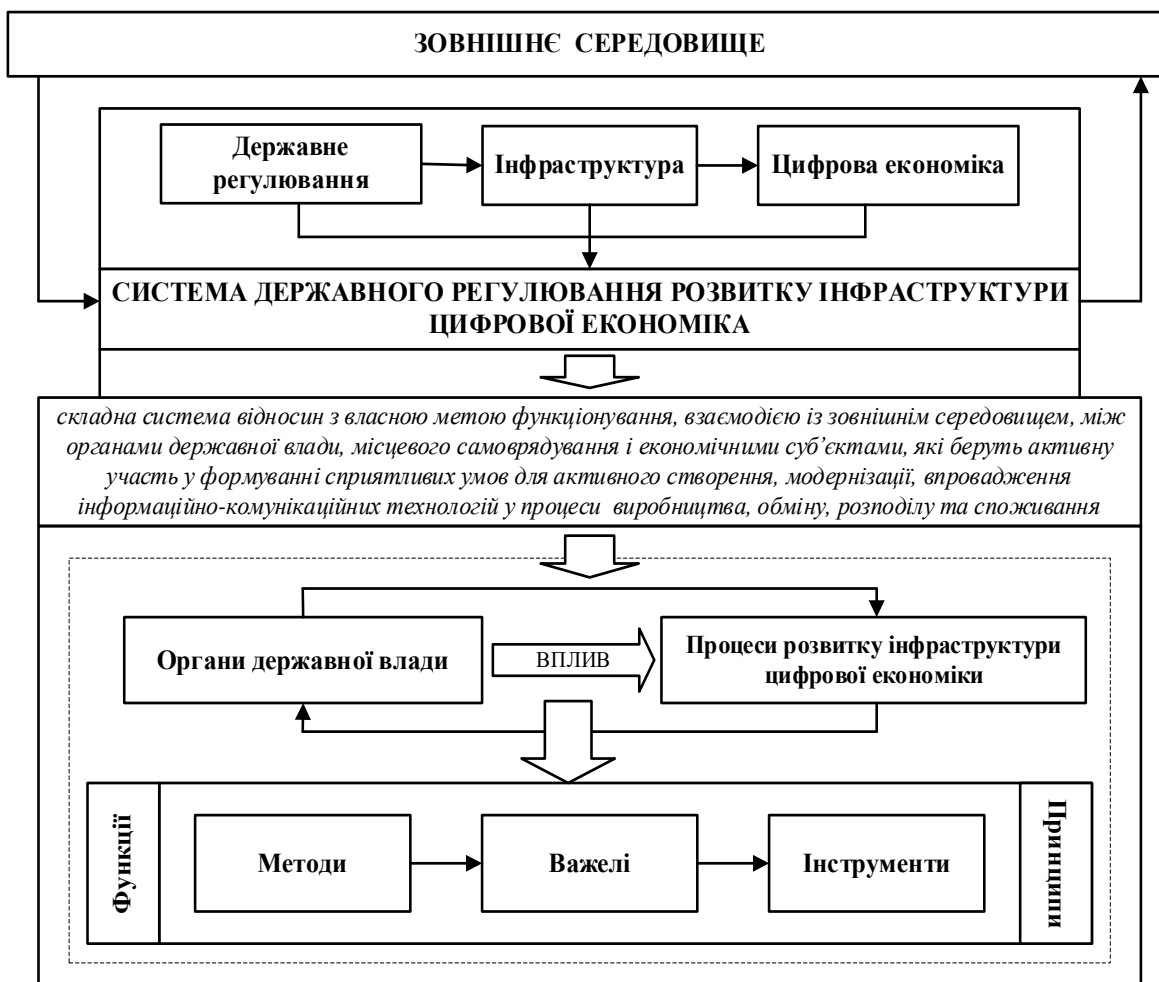 ЗОВНІШНЄ СЕРЕДОВИЩЕ
Державне
регулювання
Інфраструктура
Цифрова економіка
СИСТЕМА ДЕРЖАВНОГО РЕГУЛЮВАННЯ РОЗВИТКУ ІНФРАСТРУКТУРИ
ЦИФРОВОЇ ЕКОНОМІКА
складна система відносин з власною метою функціонування, взаємодією із зовнішнім середовищем, між
органами державної влади, місцевого самоврядування і економічними суб’єктами, які беруть активну
участь у формуванні сприятливих умов для активного створення, модернізації, впровадження
інформаційно-комунікаційних технологій у процеси виробництва, обміну, розподілу та споживання
Органи державної влади
ВПЛИВ
Процеси розвитку інфраструктури
цифрової економіки
Функції
Методи
Важелі
Інструменти
Принципи